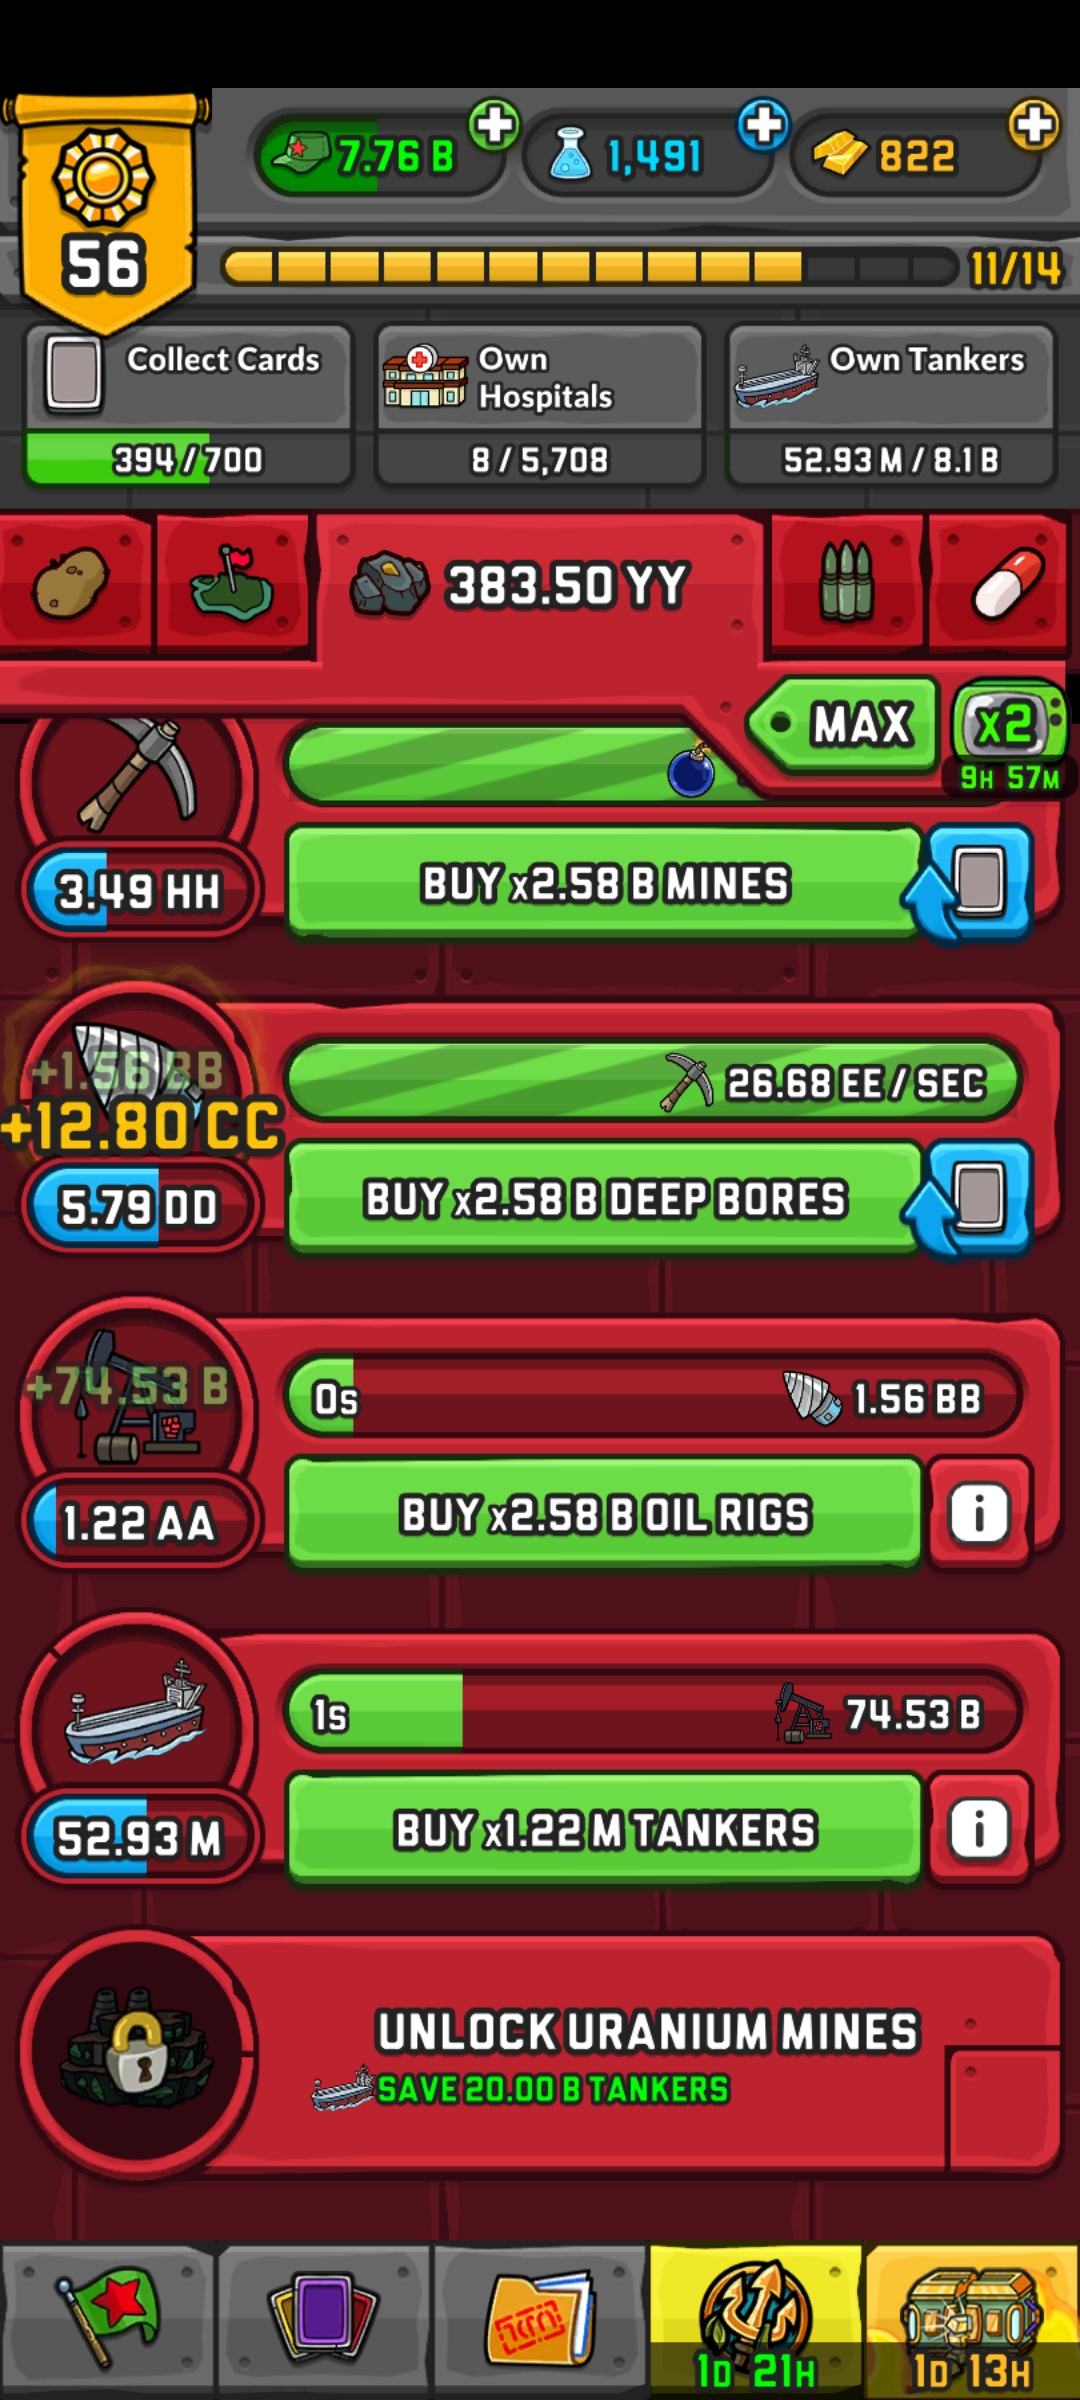 7.76 B
1,491
822
56
11/14
Collect Cards
394/700
Own
Hospitals
8/5,708
Own Tankers
52.93 M/8.1 B
383.50 YY
MAX
x2
9H 57M
3.49 HH
BUY x2.58 B MINES
+1.56 BB
+12.80 CC
26.68 EE/SEC
5.79 DD
BUY x2.58 B DEEP BORES
+74.53 B
0s
1.56 BB
1.22 AA
BUY x2.58 B OIL RIGS
i
1s
74.53 B
52.93 M
BUY x1.22 M TANKERS
i
UNLOCK URANIUM MINES
SAVE 20.00 B TANKERS
1D 21H
1D 13H